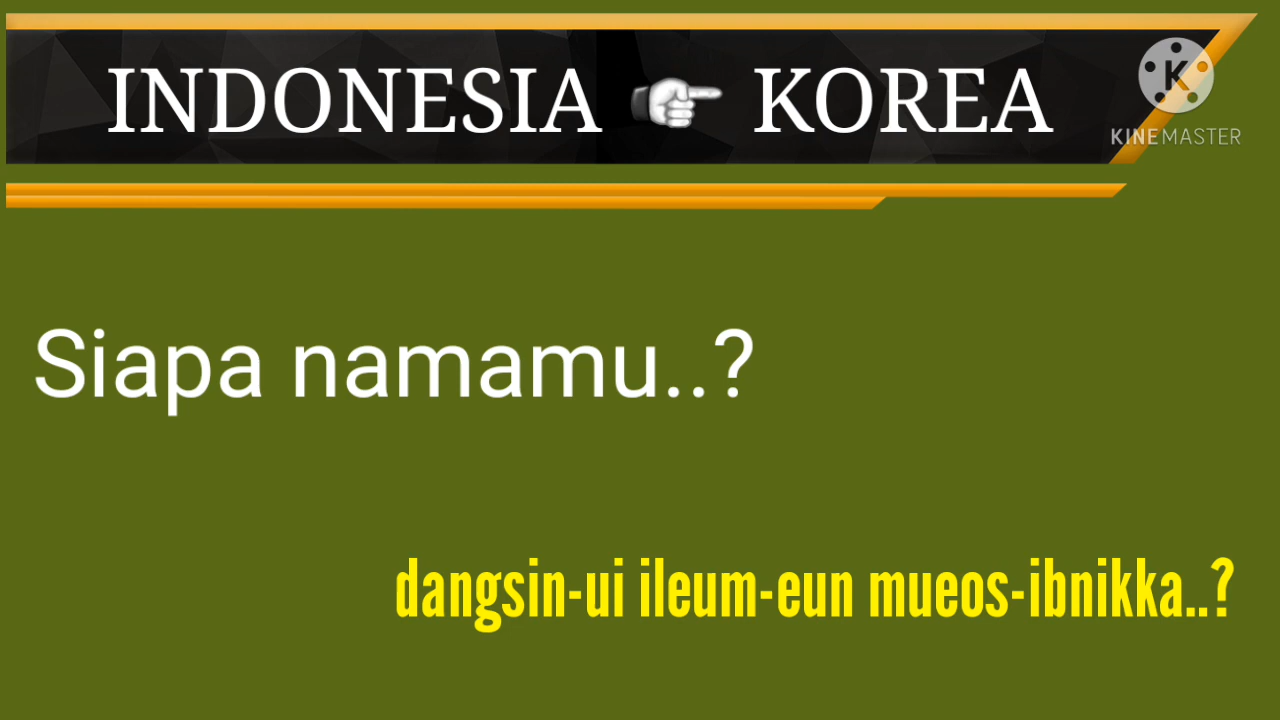 INDONESIA 👉 KOREA
K
KINEMASTER
Siapa namamu..?
dangsin-ui ileum-eun mueos-ibnikka..?